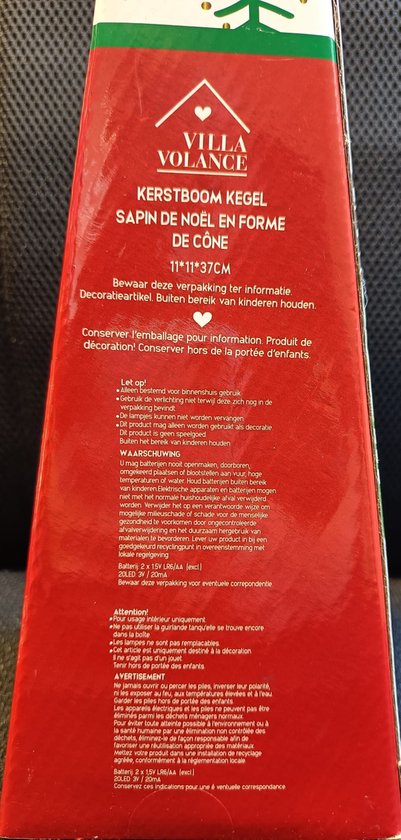 VILLA
VOLANCE
KERSTBOOM KEGEL
SAPIN DE NOËL EN FORME
DE CÔNE
11*11*37CM
Bewaar deze verpakking ter informatie.
Decoratieartikel. Buiten bereik van kinderen houden.
Conserver l'emballage pour information. Produit de
décoration! Conserver hors de la portée d'enfants.
Let op!
•Alleen bestemd voor binnenshuis gebruik
•Gebruik de verlichting niet terwijl deze zich nog in de
verpakking bevindt
•De lampjes kunnen niet worden vervangen
•Dit product mag alleen worden gebruikt als decoratie.
Dit product is geen speelgoed.
Buiten het bereik van kinderen houden
WAARSCHUWING
U mag batterijen nooit openmaken, doorboren,
omgekeerd plaatsen of blootstellen aan vuur, hoge
temperaturen of water. Houd batterijen buiten bereik
van kinderen.Elektrische apparaten en batterijen mogen
niet met het normale huishoudelijke afval verwijderd
worden. Verwijder het op een verantwoorde wijze om
mogelijke milieuschade of schade voor de menselijke
gezondheid te voorkomen door ongecontroleerde
afvalverwijdering en het duurzaam hergebruik van
materialen te bevorderen. Lever uw product in bij een
goedgekeurd recyclingpunt in overeenstemming met
lokale regelgeving
Batterij: 2 x 1,5V LR6/AA (excl.)
20LED 3V / 20mA
Bewaar deze verpakking voor eventuele correpondentie
Attention!
•Pour usage intérieur uniquement
•Ne pas utiliser la guirlande tanqu'elle se trouve encore
dans la boîte
•Les lampes ne sont pas remplacables
•Cet article est uniquement destiné à la décoration
Il ne s'agit pas d'un jouet
Tenir hors de portée des enfants.
AVERTISEMENT
Ne jamais ouvrir ou percer les piles, inverser leur polarité,
ni les exposer au feu, aux températures élevées et à l'eau.
Garder les piles hors de portée des enfants.
Les appareils électriques et les piles ne peuvent pas être
éliminés parmi les déchets ménagers normaux.
Pour éviter toute atteinte possible à l'environnement ou à
la santé humaine par une élimination non contrôlée des
déchets, éliminez-le de façon responsable afin de
favoriser une réutilisation appropriée des matériaux.
Mettez votre produit dans une installation de recyclage
agréée, conformément à la réglementation locale.
Batterij: 2 x 1,5V LR6/AA (excl.)
20LED 3V / 20mA
Conservez ces indications pour une é ventuele correspondance.